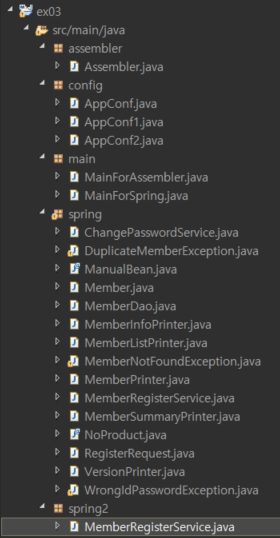 ex03
src/main/java
assembler
Assembler.java
config
AppConf.java
AppConf1.java
AppConf2.java
main
MainForAssembler.java
MainForSpring.java
spring
ChangePasswordService.java
DuplicateMemberException.java
ManualBean.java
Member.java
MemberDao.java
MemberInfoPrinter.java
MemberListPrinter.java
MemberNotFoundException.java
MemberPrinter.java
MemberRegisterService.java
MemberSummaryPrinter.java
NoProduct.java
RegisterRequest.java
VersionPrinter.java
WrongIdPasswordException.java
spring2
MemberRegisterService.java